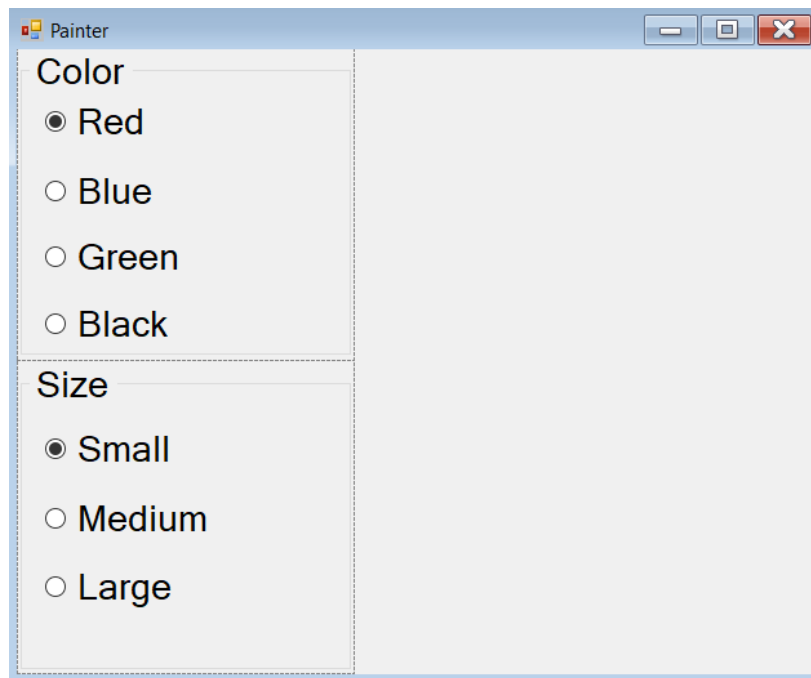 Painter
Color
Red
Blue
Green
Black
Size
Small
Medium
Large